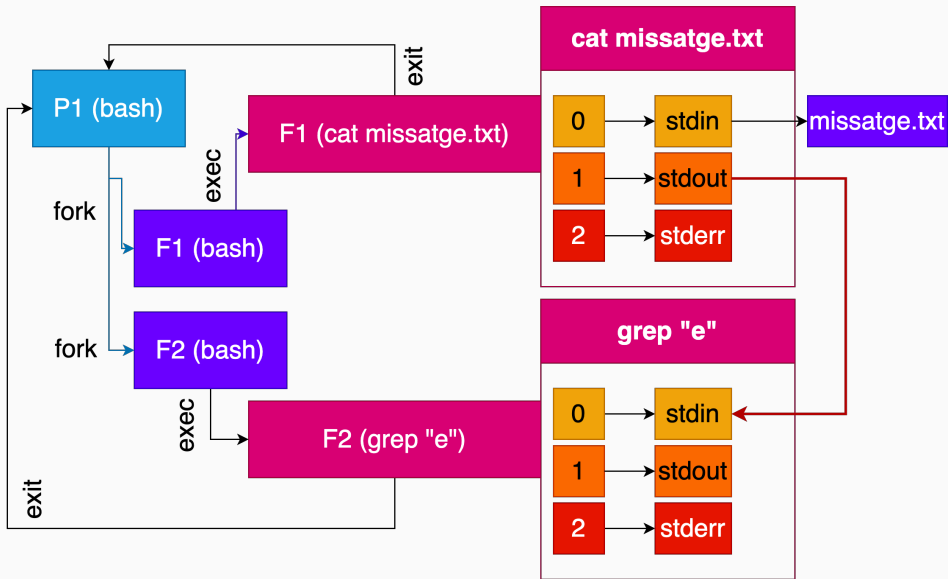 cat missatge.txt
exit
P1 (bash)
F1 (cat missatge.txt)
0
stdin
missatge.txt
exec
1
stdout
fork
F1 (bash)
2
stderr
grep "e"
fork
F2 (bash)
0
stdin
exec
F2 (grep "e")
1
stdout
exit
2
stderr